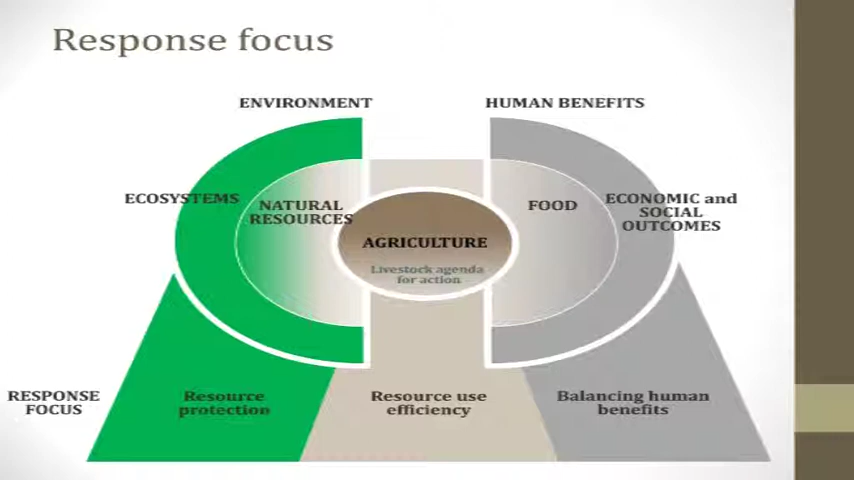 Response focus
ENVIRONMENT
HUMAN BENEFITS
ECOSYSTEMS
NATURAL
RESOURCES
AGRICULTURE
Livestock agenda
for action
FOOD
ECONOMIC and
SOCIAL
OUTCOMES
RESPONSE
FOCUS
Resource
protection
Resource use
efficiency
Balancing human
benefits